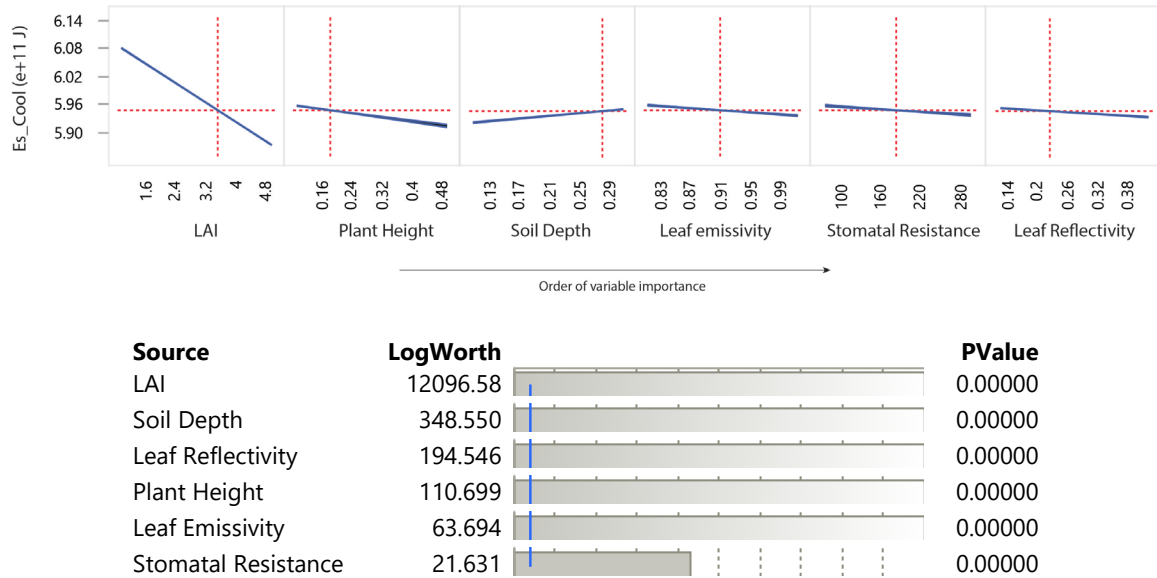 Es_Cool (e+11 J)
6.14
6.08
6.02
5.96
5.90
1.6 2.4 3.2 4 4.8 0.16 0.24 0.32 0.4 0.48 0.13 0.17 0.21 0.25 0.29 0.83 0.87 0.91 0.95 0.99 100 160 220 280 0.14 0.2 0.26 0.32 0.38
LAI Plant Height Soil Depth Leaf emissivity Stomatal Resistance Leaf Reflectivity
Order of variable importance
Source LogWorth PValue
LAI 12096.58 0.00000
Soil Depth 348.550 0.00000
Leaf Reflectivity 194.546 0.00000
Plant Height 110.699 0.00000
Leaf Emissivity 63.694 0.00000
Stomatal Resistance 21.631 0.00000